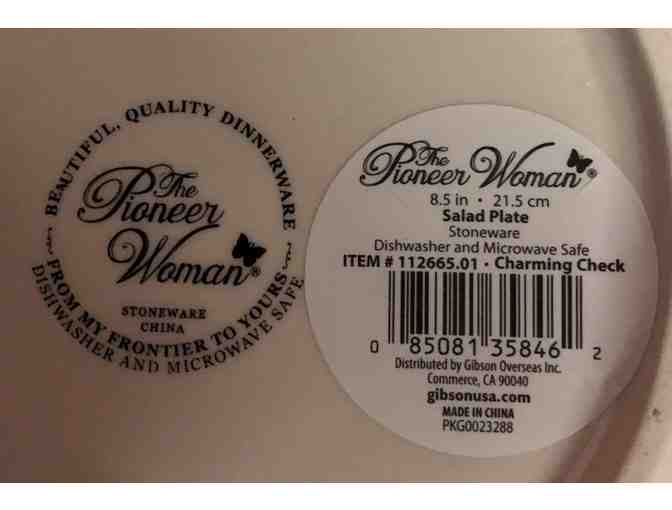 BEAUTIFUL, QUALITY DINNERWARE
The
Pioneer
Woman®
STONEWARE
CHINA
FROM MY FRONTIER TO YOURS
DISHWASHER AND MICROWAVE SAFE
The
Pioneer Woman®
8.5 in • 21.5 cm
Salad Plate
Stoneware
Dishwasher and Microwave Safe
ITEM # 112665.01 • Charming Check
0 85081 35846 2
Distributed by Gibson Overseas Inc.
Commerce, CA 90040
gibsonusa.com
MADE IN CHINA
PKG0023288